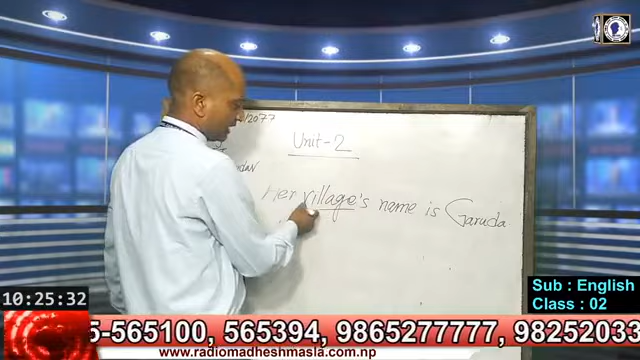 /2077
Unit-2
Her village's name is Garuda
Sub : English
Class : 02
10:25:32
5-565100, 565394, 9865277777, 98252033
www.radiomadheshmasla.com.np